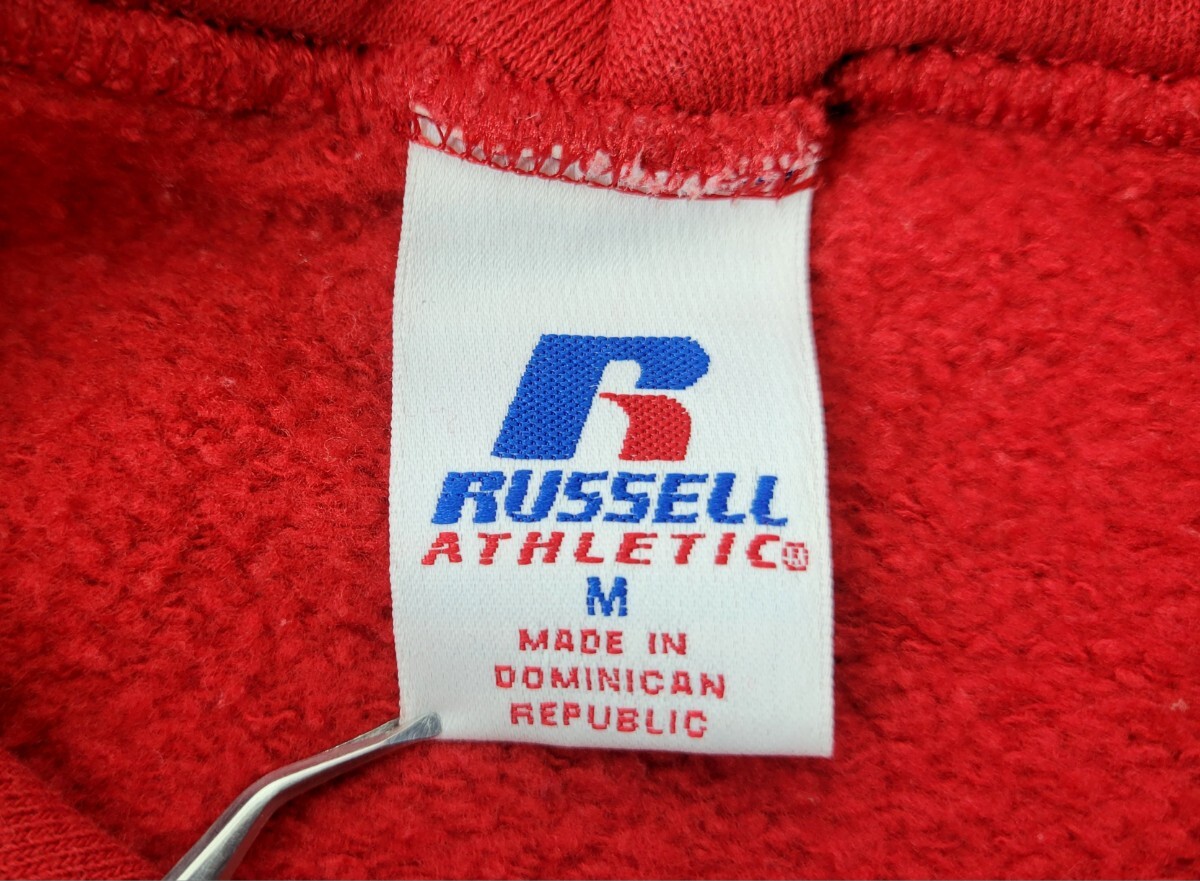 R
RUSSELL
ATHLETIC®
M
MADE IN
DOMINICAN
REPUBLIC